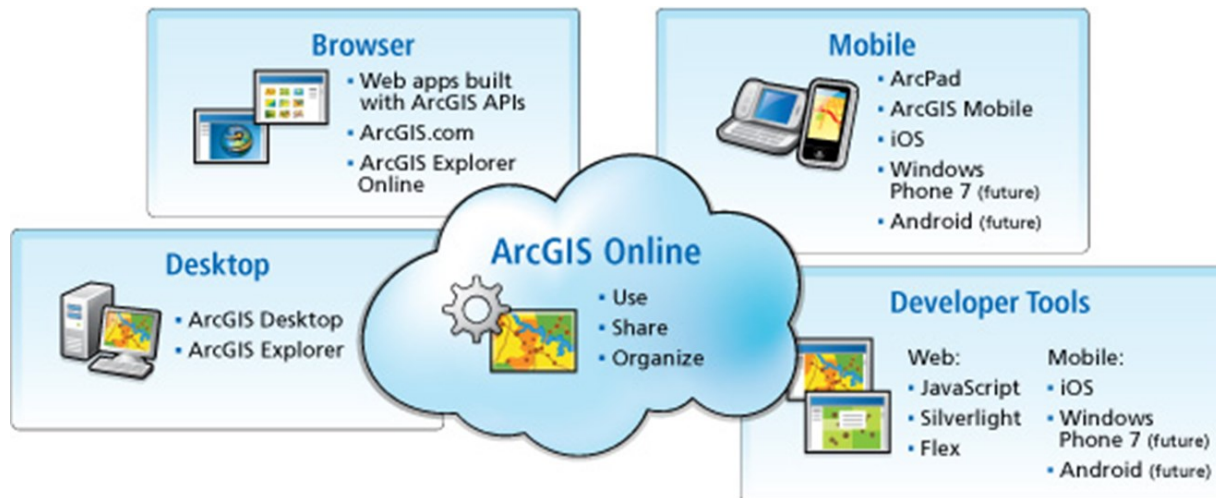 Browser
▪ Web apps built
with ArcGIS APIs
▪ ArcGIS.com
▪ ArcGIS Explorer
Online
Mobile
▪ ArcPad
▪ ArcGIS Mobile
▪ iOS
▪ Windows
Phone 7 (future)
▪ Android (future)
Desktop
▪ ArcGIS Desktop
▪ ArcGIS Explorer
ArcGIS Online
▪ Use
▪ Share
▪ Organize
Developer Tools
Web:
▪ JavaScript
▪ Silverlight
▪ Flex
Mobile:
▪ iOS
▪ Windows
Phone 7 (future)
▪ Android (future)